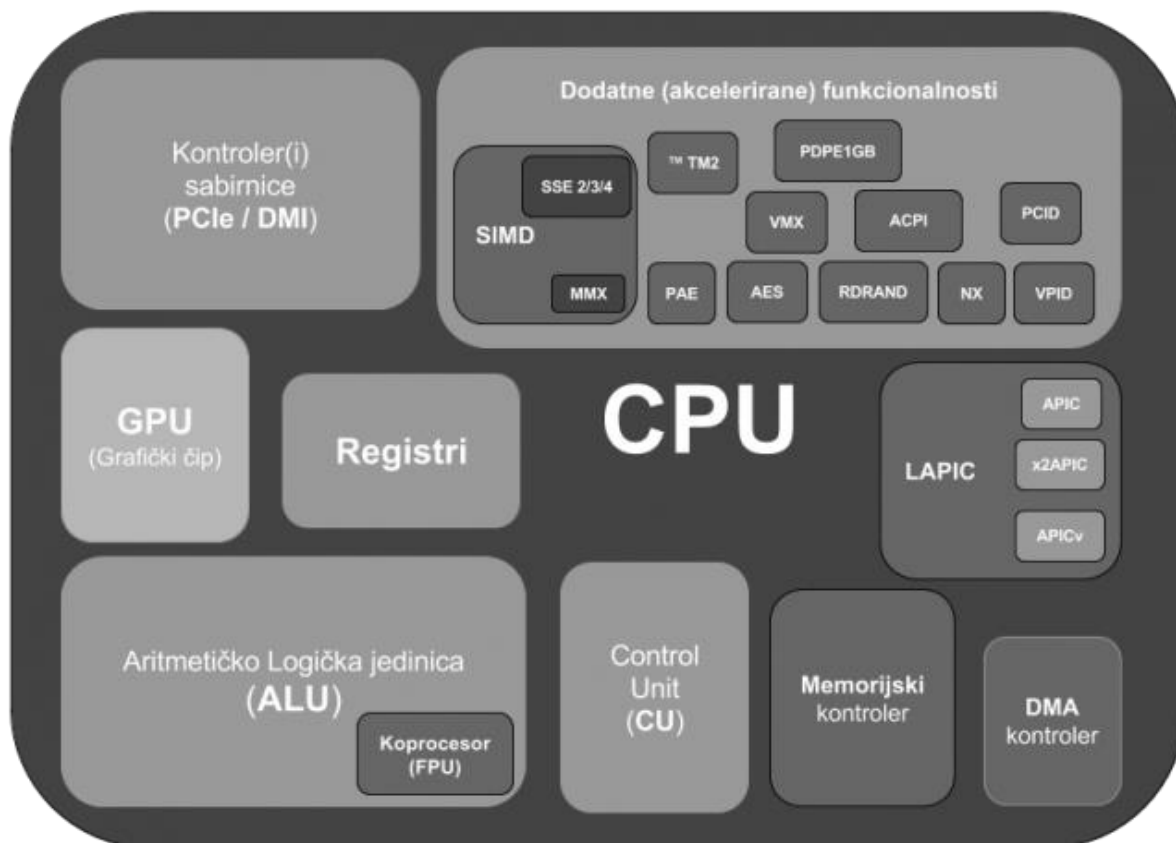 Dodatne (akcelerirane) funkcionalnosti
Kontroler(i)
sabirnice
(PCIe / DMI)
SIMD
SSE 2/3/4
MMX
™ TM2
PDPE1GB
VMX
ACPI
PCID
PAE
AES
RDRAND
NX
VPID
GPU
(Grafički čip)
Registri
CPU
LAPIC
APIC
x2APIC
APICv
Aritmetičko Logička jedinica
(ALU)
Koprocesor
(FPU)
Control
Unit
(CU)
Memorijski
kontroler
DMA
kontroler